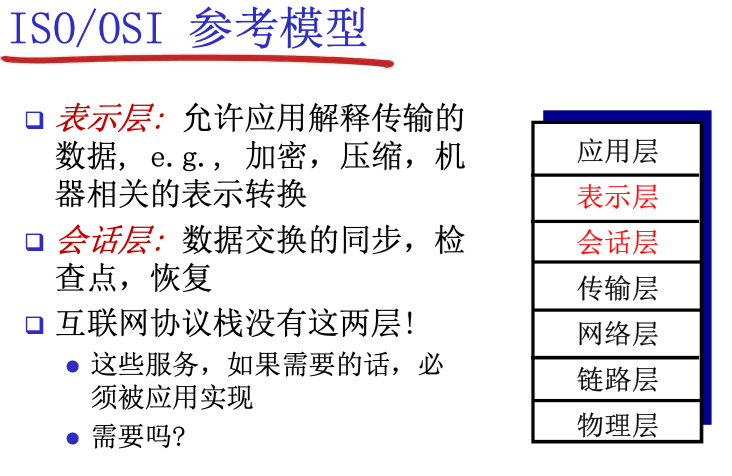 ISO/OSI 参考模型
表示层: 允许应用解释传输的
数据, e.g., 加密，压缩，机
器相关的表示转换
会话层: 数据交换的同步，检
查点，恢复
互联网协议栈没有这两层!
这些服务，如果需要的话，必
须被应用实现
需要吗?
应用层
表示层
会话层
传输层
网络层
链路层
物理层